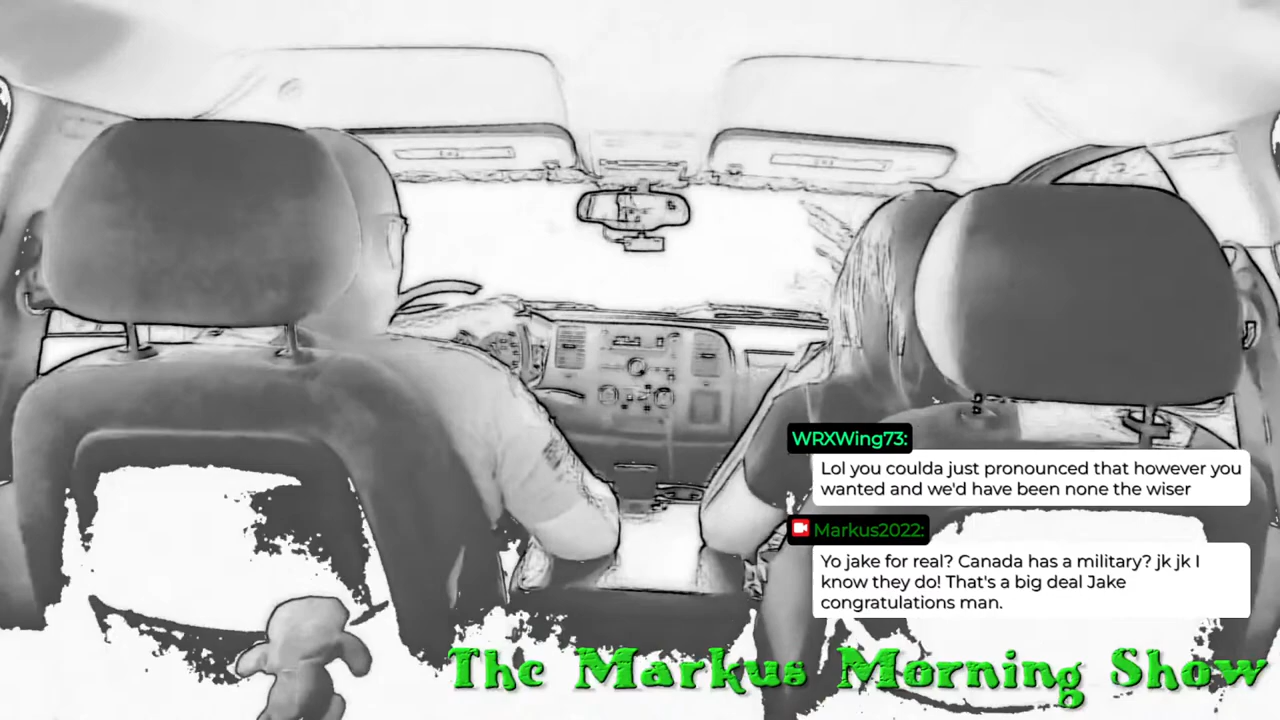 WRXWing73:
Lol you coulda just pronounced that however you
wanted and we'd have been none the wiser
Markus2022:
Yo jake for real? Canada has a military? jk jk I
know they do! That's a big deal Jake
congratulations man.
The Markus Morning Show